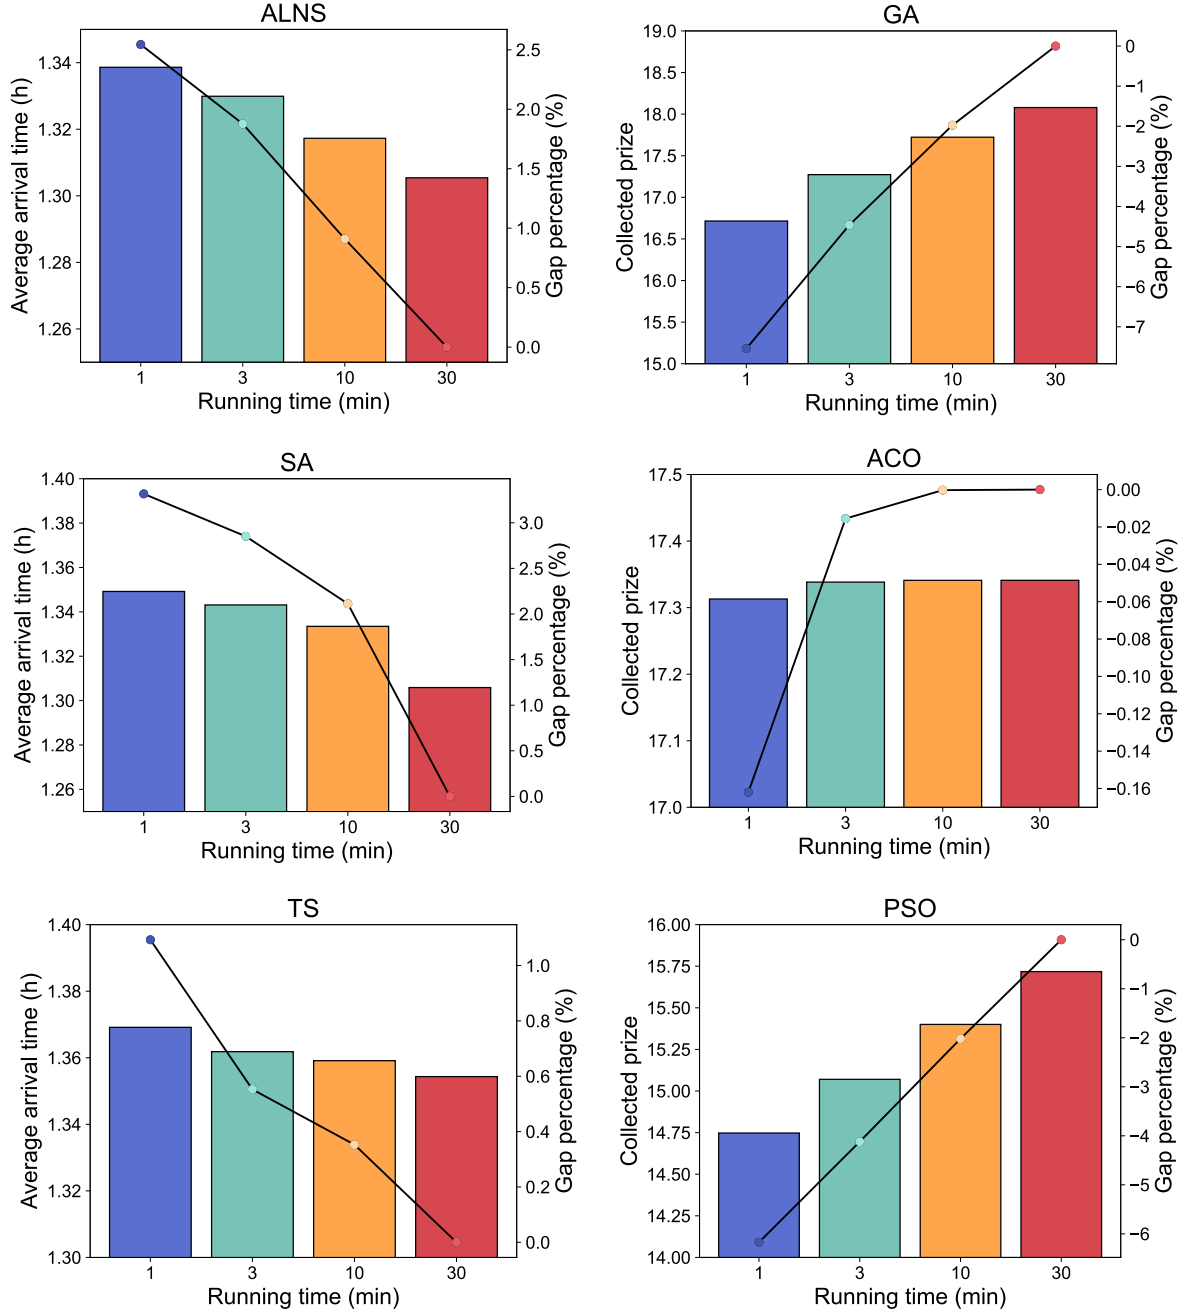 ALNS
Average arrival time (h)
1.34
1.32
1.30
1.28
1.26
2.5
2.0
1.5
1.0
0.5
0.0
Gap percentage (%)
1 3 10 30
Running time (min)
GA
Collected prize
19.0
18.5
18.0
17.5
17.0
16.5
16.0
15.5
15.0
0
−1
−2
−3
−4
−5
−6
−7
Gap percentage (%)
1 3 10 30
Running time (min)
SA
Average arrival time (h)
1.40
1.38
1.36
1.34
1.32
1.30
1.28
1.26
3.0
2.5
2.0
1.5
1.0
0.5
0.0
Gap percentage (%)
1 3 10 30
Running time (min)
ACO
Collected prize
17.5
17.4
17.3
17.2
17.1
17.0
0.00
−0.02
−0.04
−0.06
−0.08
−0.10
−0.12
−0.14
−0.16
Gap percentage (%)
1 3 10 30
Running time (min)
TS
Average arrival time (h)
1.40
1.38
1.36
1.34
1.32
1.30
1.0
0.8
0.6
0.4
0.2
0.0
Gap percentage (%)
1 3 10 30
Running time (min)
PSO
Collected prize
16.00
15.75
15.50
15.25
15.00
14.75
14.50
14.25
14.00
0
−1
−2
−3
−4
−5
−6
Gap percentage (%)
1 3 10 30
Running time (min)